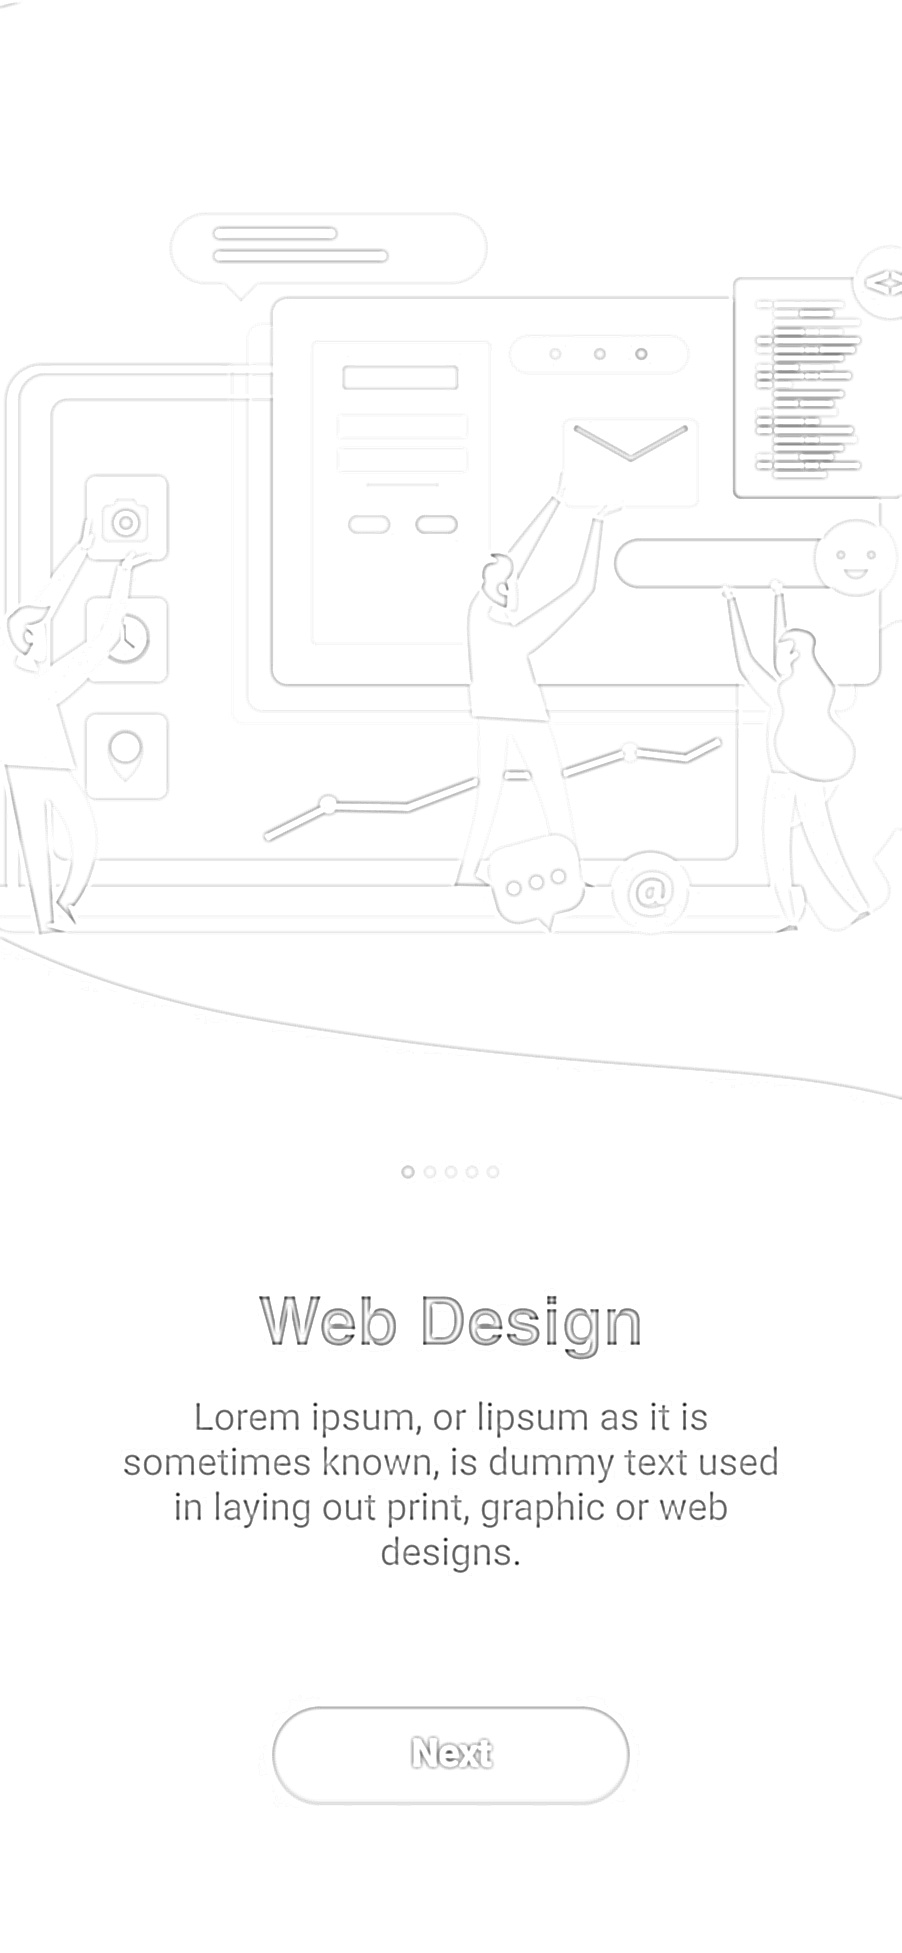 @
Web Design
Lorem ipsum, or lipsum as it is
sometimes known, is dummy text used
in laying out print, graphic or web
designs.
Next